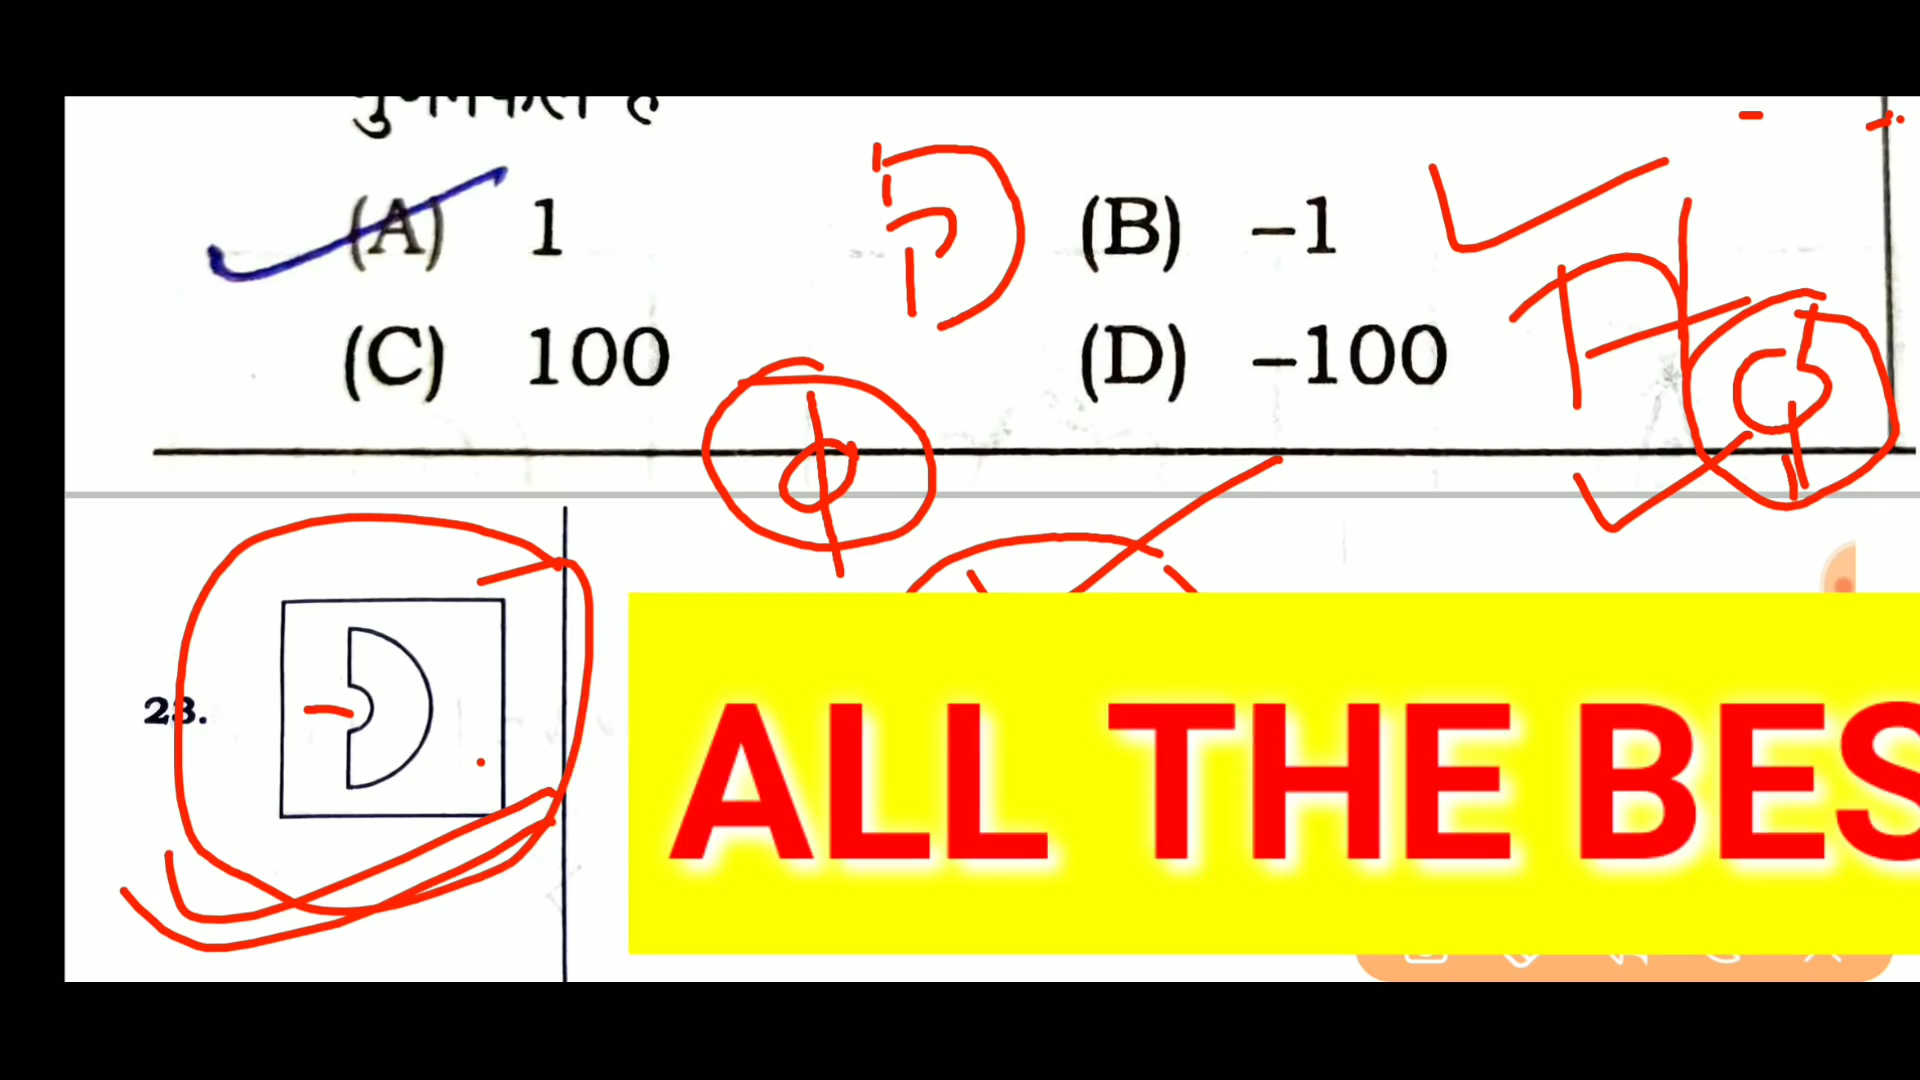 (A) 1 (B) –1
(C) 100 (D) –100
23.
ALL THE BES